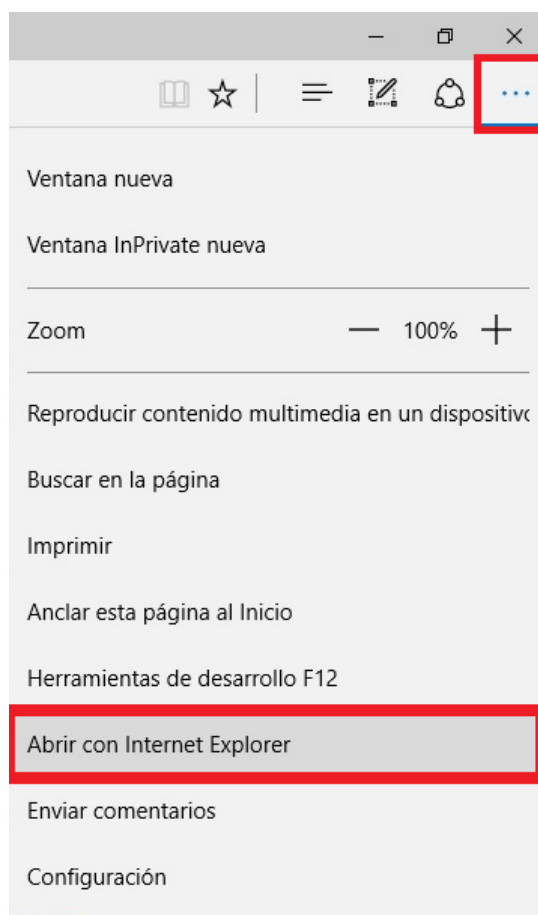 Ventana nueva
Ventana InPrivate nueva
Zoom 100%
Reproducir contenido multimedia en un dispositivo
Buscar en la página
Imprimir
Anclar esta página al Inicio
Herramientas de desarrollo F12
Abrir con Internet Explorer
Enviar comentarios
Configuración